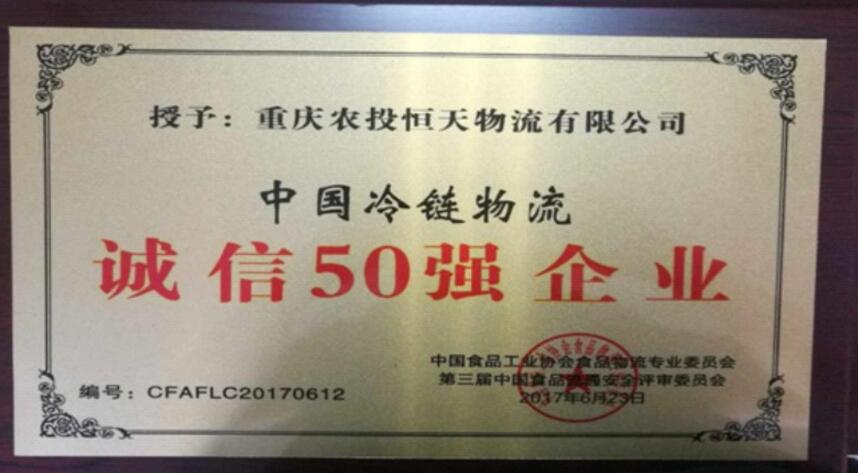 授予：重庆农投恒天物流有限公司
中国冷链物流
诚信50强企业
中国食品工业协会食品物流专业委员会
第三届中国食品流通安全评审委员会
编号：CFAFLC20170612
2017年6月23日